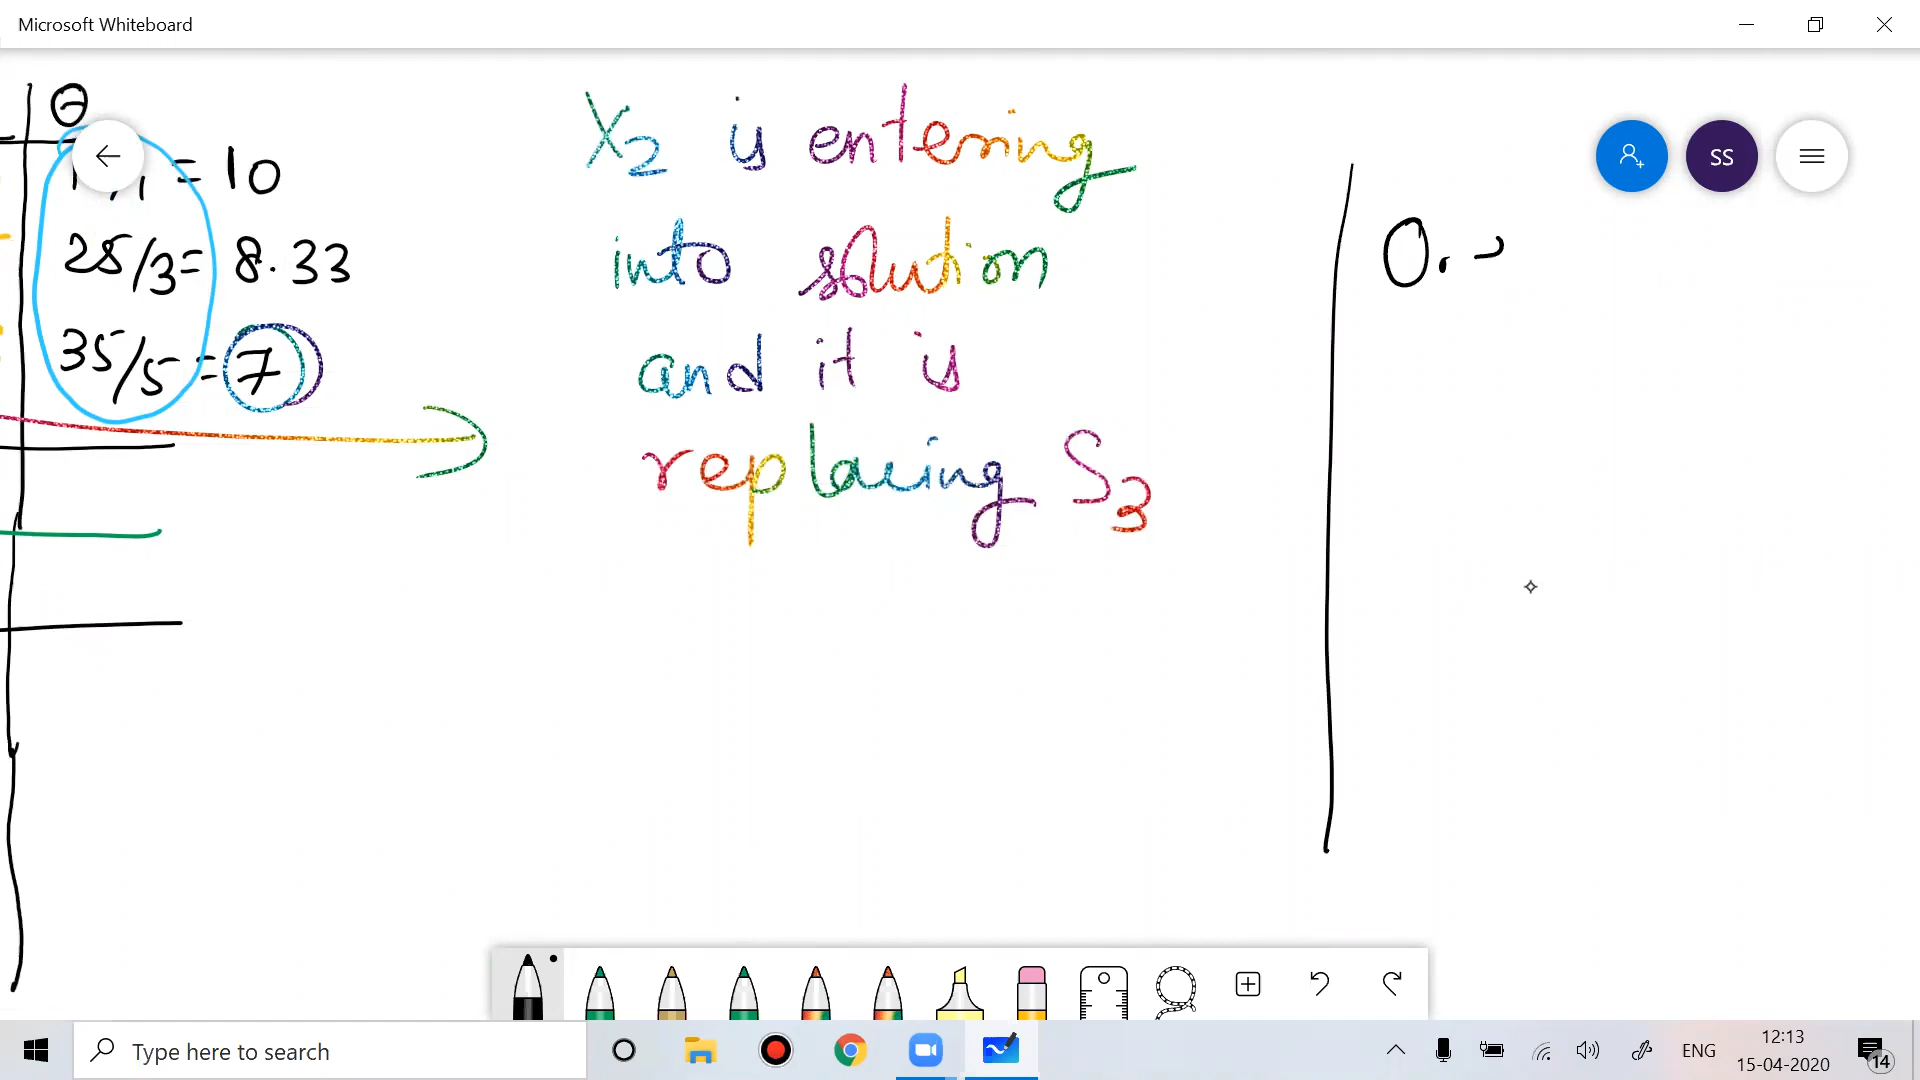 Microsoft Whiteboard
θ
= 10
25/3 = 8.33
35/5 = 7
X2 is entering
into solution
and it is
replacing S3
SS
Type here to search
ENG
12:13
15-04-2020
14